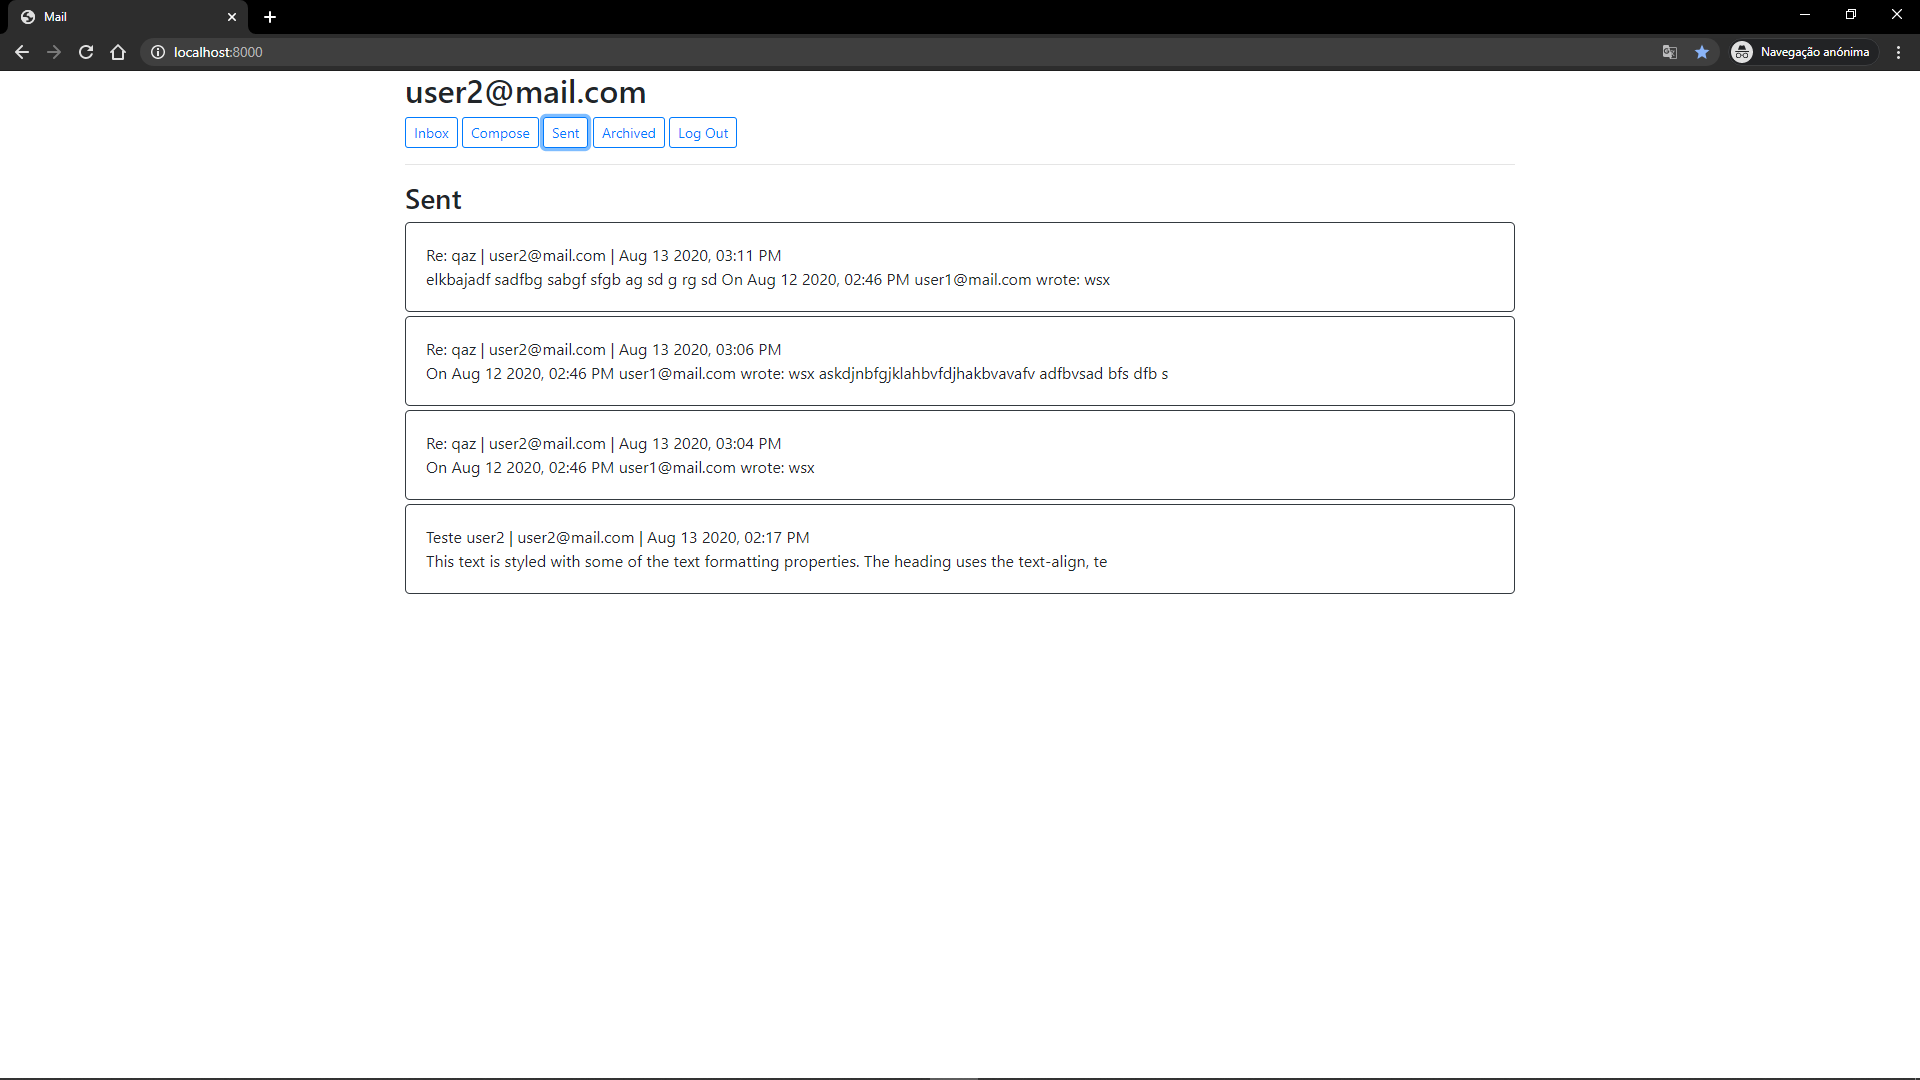 Mail
localhost:8000
Navegação anónima
user2@mail.com
Inbox Compose Sent Archived Log Out
Sent
Re: qaz | user2@mail.com | Aug 13 2020, 03:11 PM
elkbajadf sadfbg sabgf sfgb ag sd g rg sd On Aug 12 2020, 02:46 PM user1@mail.com wrote: wsx
Re: qaz | user2@mail.com | Aug 13 2020, 03:06 PM
On Aug 12 2020, 02:46 PM user1@mail.com wrote: wsx askdjnbfgjklahbvfdjhakbvavafv adfbvsad bfs dfb s
Re: qaz | user2@mail.com | Aug 13 2020, 03:04 PM
On Aug 12 2020, 02:46 PM user1@mail.com wrote: wsx
Teste user2 | user2@mail.com | Aug 13 2020, 02:17 PM
This text is styled with some of the text formatting properties. The heading uses the text-align, te